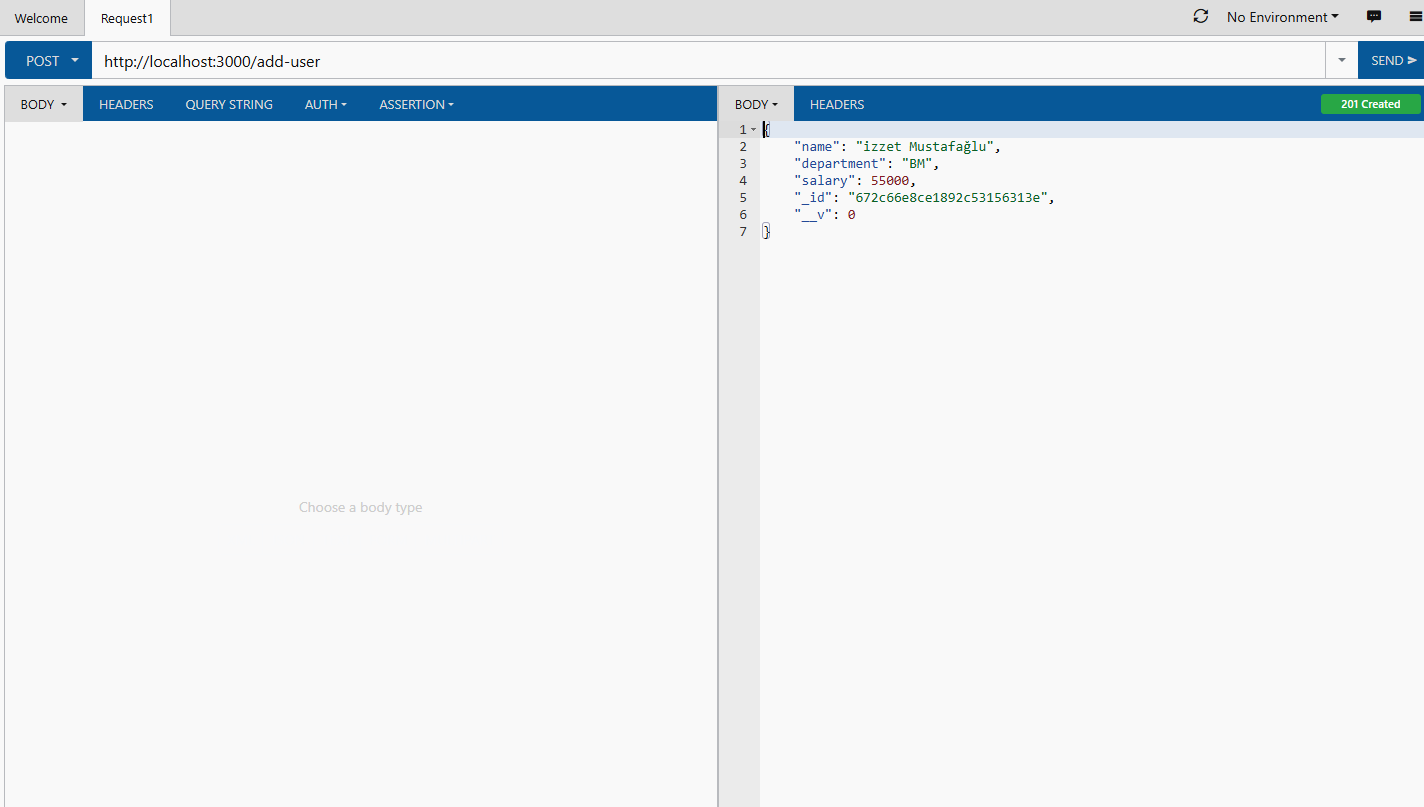 Welcome
Request1
No Environment
POST
http://localhost:3000/add-user
SEND
BODY
HEADERS
QUERY STRING
AUTH
ASSERTION
Choose a body type
BODY
HEADERS
201 Created
1 {
2 "name": "izzet Mustafağlu",
3 "department": "BM",
4 "salary": 55000,
5 "_id": "672c66e8ce1892c53156313e",
6 "__v": 0
7 }